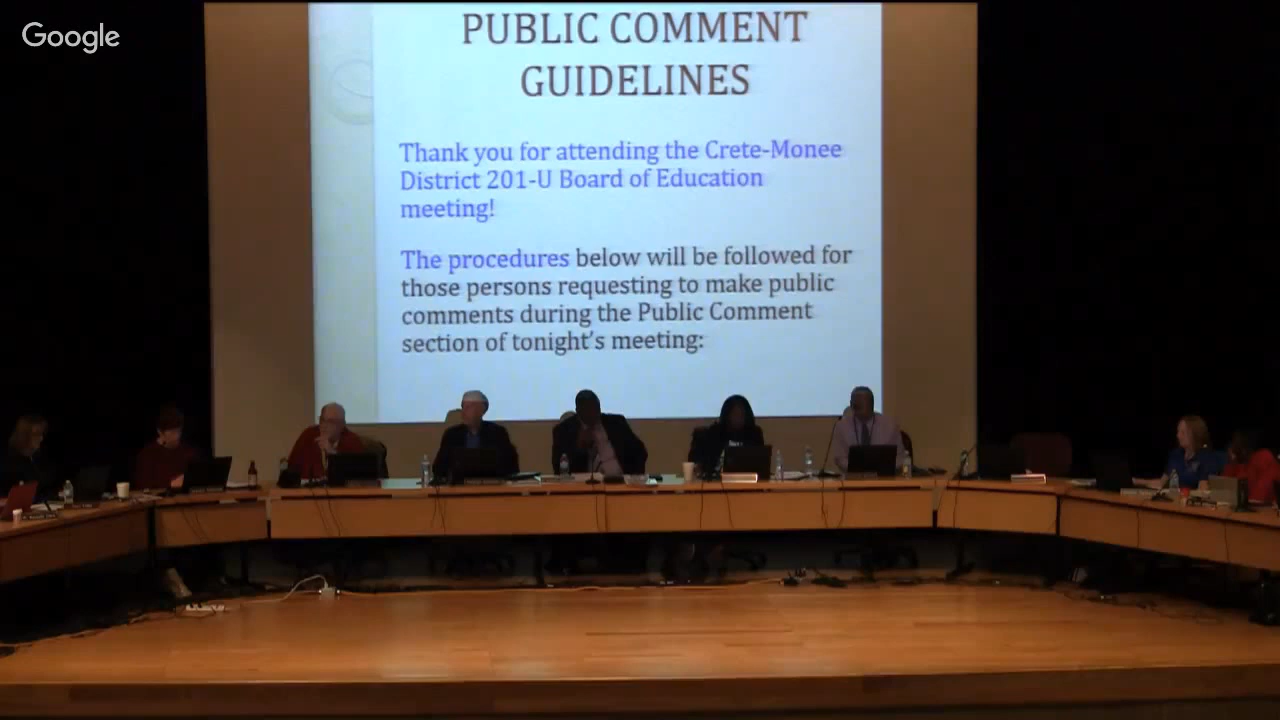 Google
PUBLIC COMMENT
GUIDELINES
Thank you for attending the Crete-Monee
District 201-U Board of Education
meeting!
The procedures below will be followed for
those persons requesting to make public
comments during the Public Comment
section of tonight's meeting: